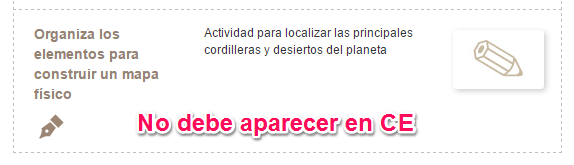 Organiza los
elementos para
construir un mapa
físico
Actividad para localizar las principales
cordilleras y desiertos del planeta
No debe aparecer en CE